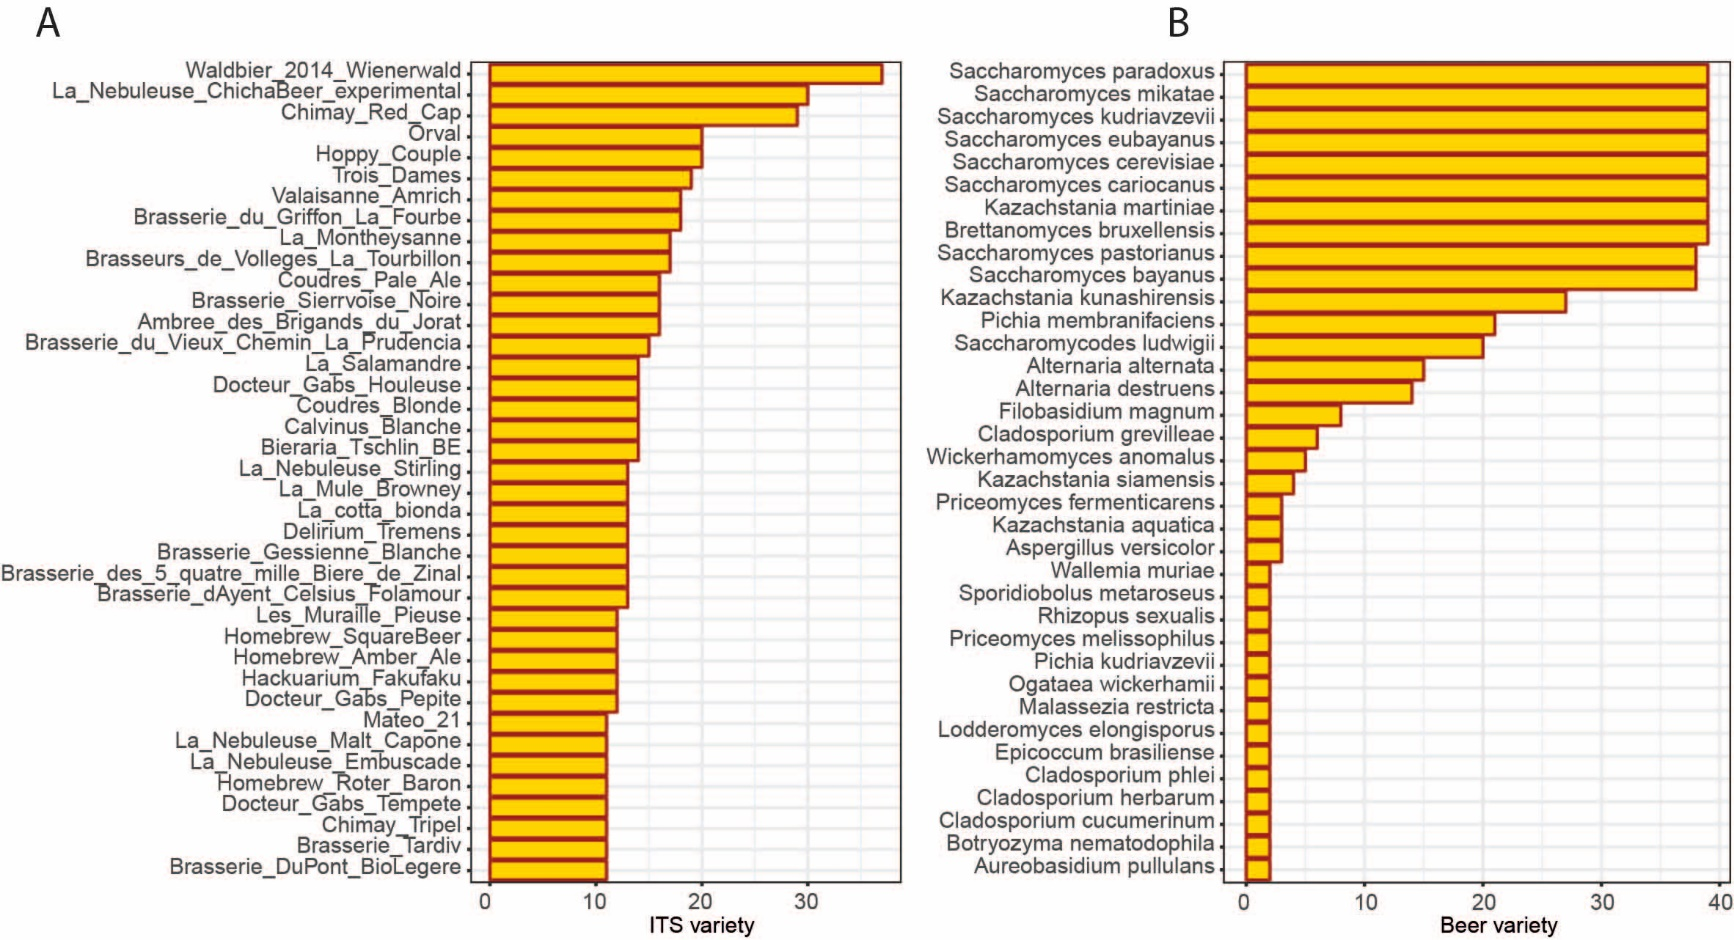 A
Waldbier_2014_Wienerwald
La_Nebuleuse_ChichaBeer_experimental
Chimay_Red_Cap
Orval
Hoppy_Couple
Trois_Dames
Valaisanne_Amrich
Brasserie_du_Griffon_La_Fourbe
La_Montheysanne
Brasseurs_de_Volleges_La_Tourbillon
Coudres_Pale_Ale
Brasserie_Sierrvoise_Noire
Ambree_des_Brigands_du_Jorat
Brasserie_du_Vieux_Chemin_La_Prudencia
La_Salamandre
Docteur_Gabs_Houleuse
Coudres_Blonde
Calvinus_Blanche
Bieraria_Tschlin_BE
La_Nebuleuse_Stirling
La_Mule_Browney
La_cotta_bionda
Delirium_Tremens
Brasserie_Gessienne_Blanche
Brasserie_des_5_quatre_mille_Biere_de_Zinal
Brasserie_dAyent_Celsius_Folamour
Les_Muraille_Pieuse
Homebrew_SquareBeer
Homebrew_Amber_Ale
Hackuarium_Fakufaku
Docteur_Gabs_Pepite
Mateo_21
La_Nebuleuse_Malt_Capone
La_Nebuleuse_Embuscade
Homebrew_Roter_Baron
Docteur_Gabs_Tempete
Chimay_Tripel
Brasserie_Tardiv
Brasserie_DuPont_BioLegere
0 10 20 30
ITS variety
B
Saccharomyces paradoxus
Saccharomyces mikatae
Saccharomyces kudriavzevii
Saccharomyces eubayanus
Saccharomyces cerevisiae
Saccharomyces cariocanus
Kazachstania martiniae
Brettanomyces bruxellensis
Saccharomyces pastorianus
Saccharomyces bayanus
Kazachstania kunashirensis
Pichia membranifaciens
Saccharomycodes ludwigii
Alternaria alternata
Alternaria destruens
Filobasidium magnum
Cladosporium grevilleae
Wickerhamomyces anomalus
Kazachstania siamensis
Priceomyces fermenticarens
Kazachstania aquatica
Aspergillus versicolor
Wallemia muriae
Sporidiobolus metaroseus
Rhizopus sexualis
Priceomyces melissophilus
Pichia kudriavzevii
Ogataea wickerhamii
Malassezia restricta
Lodderomyces elongisporus
Epicoccum brasiliense
Cladosporium phlei
Cladosporium herbarum
Cladosporium cucumerinum
Botryozyma nematodophila
Aureobasidium pullulans
0 10 20 30 40
Beer variety